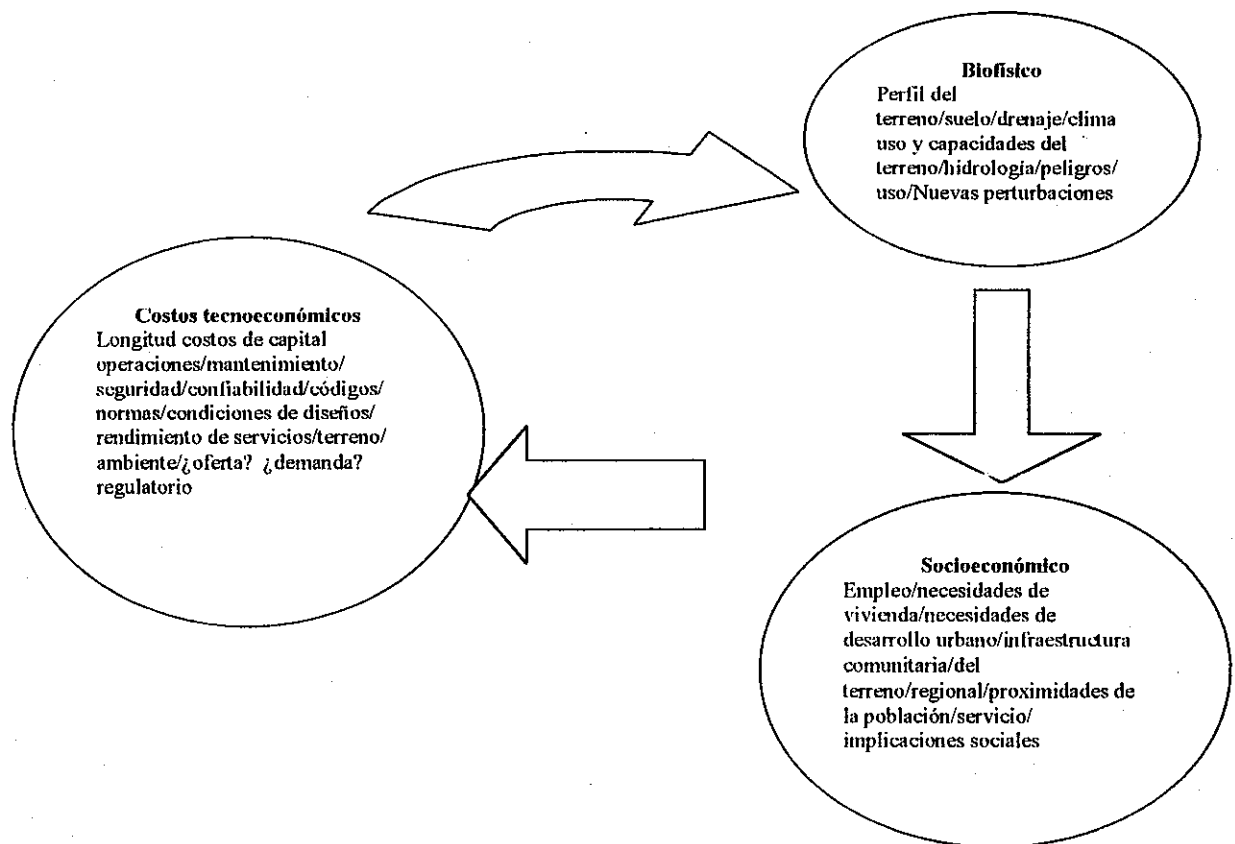 Biofísico
Perfil del
terreno/suelo/drenaje/clima
uso y capacidades del
terreno/hidrología/peligros/
uso/Nuevas perturbaciones
Costos tecnoeconómicos
Longitud costos de capital
operaciones/mantenimiento/
seguridad/confiabilidad/códigos/
normas/condiciones de diseños/
rendimiento de servicios/terreno/
ambiente/¿oferta? ¿demanda?
regulatorio
Socioeconómico
Empleo/necesidades de
vivienda/necesidades de
desarrollo urbano/infraestructura
comunitaria/del
terreno/regional/proximidades de
la población/servicio/
implicaciones sociales